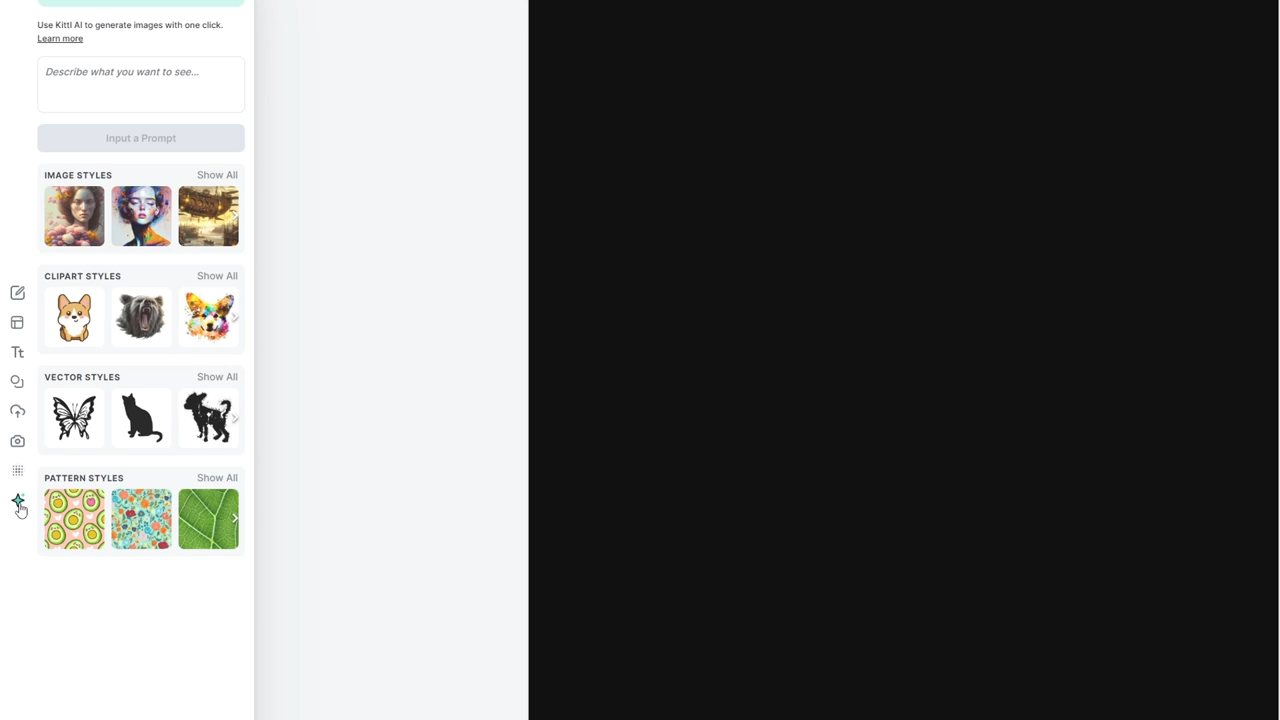 Use Kittl AI to generate images with one click.
Learn more
Describe what you want to see...
Input a Prompt
IMAGE STYLES Show All
CLIPART STYLES Show All
VECTOR STYLES Show All
Tt
PATTERN STYLES Show All